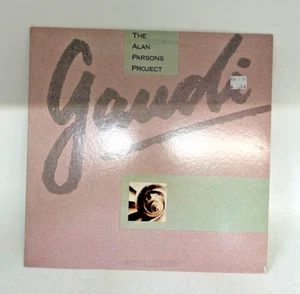 THE
ALAN
PARSONS
PROJECT
gaudi